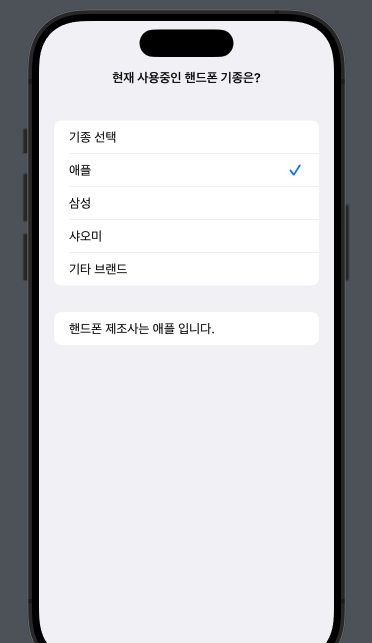 현재 사용중인 핸드폰 기종은?
기종 선택
애플
삼성
샤오미
기타 브랜드
핸드폰 제조사는 애플 입니다.